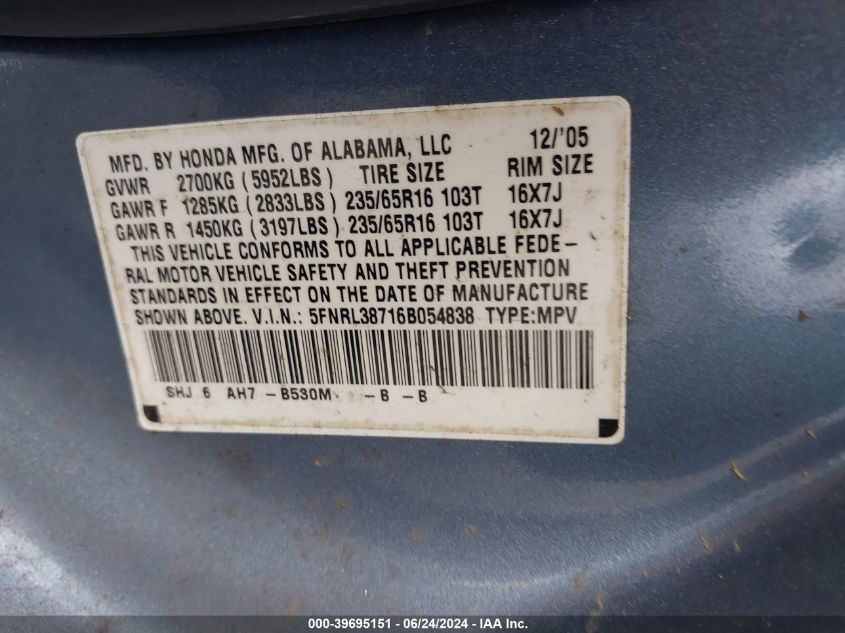 MFD. BY HONDA MFG. OF ALABAMA, LLC 12/'05
GVWR 2700KG (5952LBS) TIRE SIZE RIM SIZE
GAWR F 1285KG (2833LBS) 235/65R16 103T 16X7J
GAWR R 1450KG (3197LBS) 235/65R16 103T 16X7J
THIS VEHICLE CONFORMS TO ALL APPLICABLE FEDE-
RAL MOTOR VEHICLE SAFETY AND THEFT PREVENTION
STANDARDS IN EFFECT ON THE DATE OF MANUFACTURE
SHOWN ABOVE. V.I.N.: 5FNRL38716B054838 TYPE:MPV
SHJ 6 AH7 -B530M -B -B
000-39695151 - 06/24/2024 - IAA Inc.